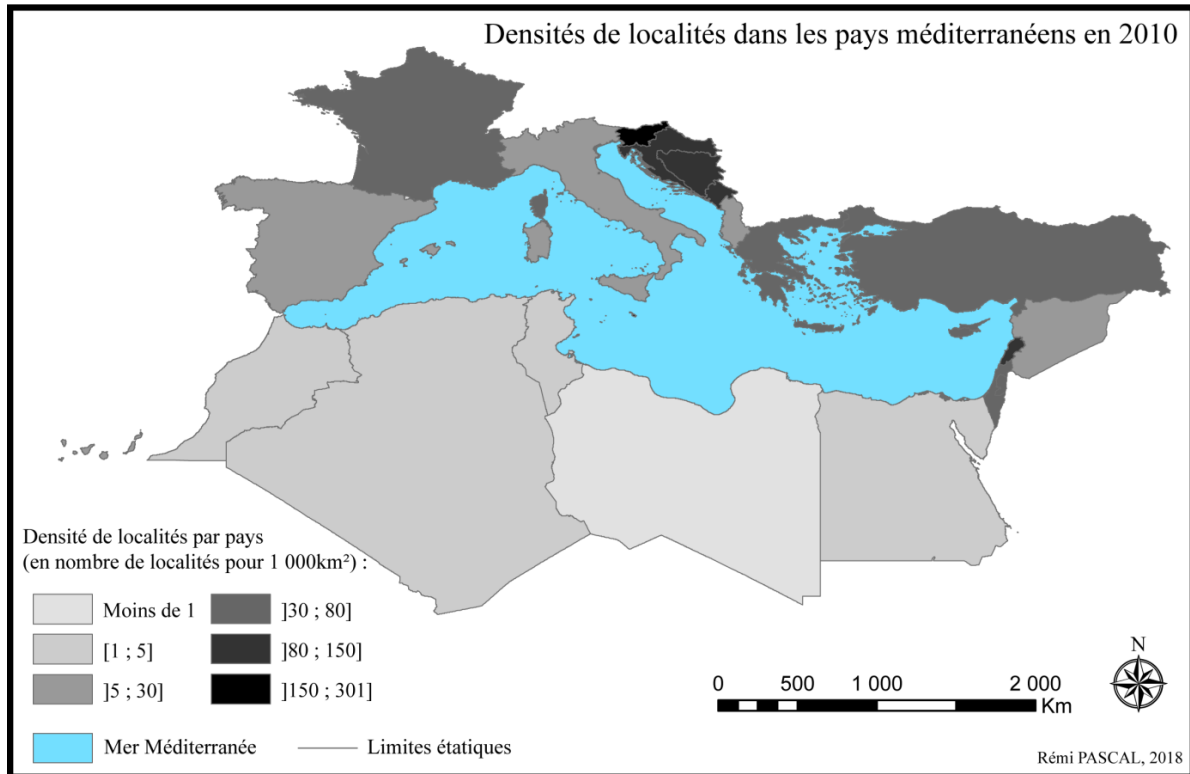 Densités de localités dans les pays méditerranéens en 2010
Densité de localités par pays
(en nombre de localités pour 1 000km²) :
Moins de 1
[1 ; 5]
]5 ; 30]
]30 ; 80]
]80 ; 150]
]150 ; 301]
Mer Méditerranée
Limites étatiques
0 500 1 000 2 000
Km
N
Rémi PASCAL, 2018